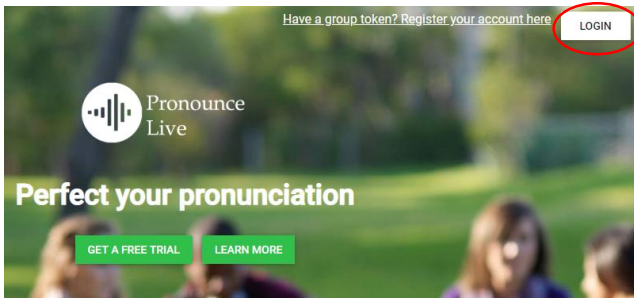 Have a group token? Register your account here
LOGIN
Pronounce
Live
Perfect your pronunciation
GET A FREE TRIAL
LEARN MORE